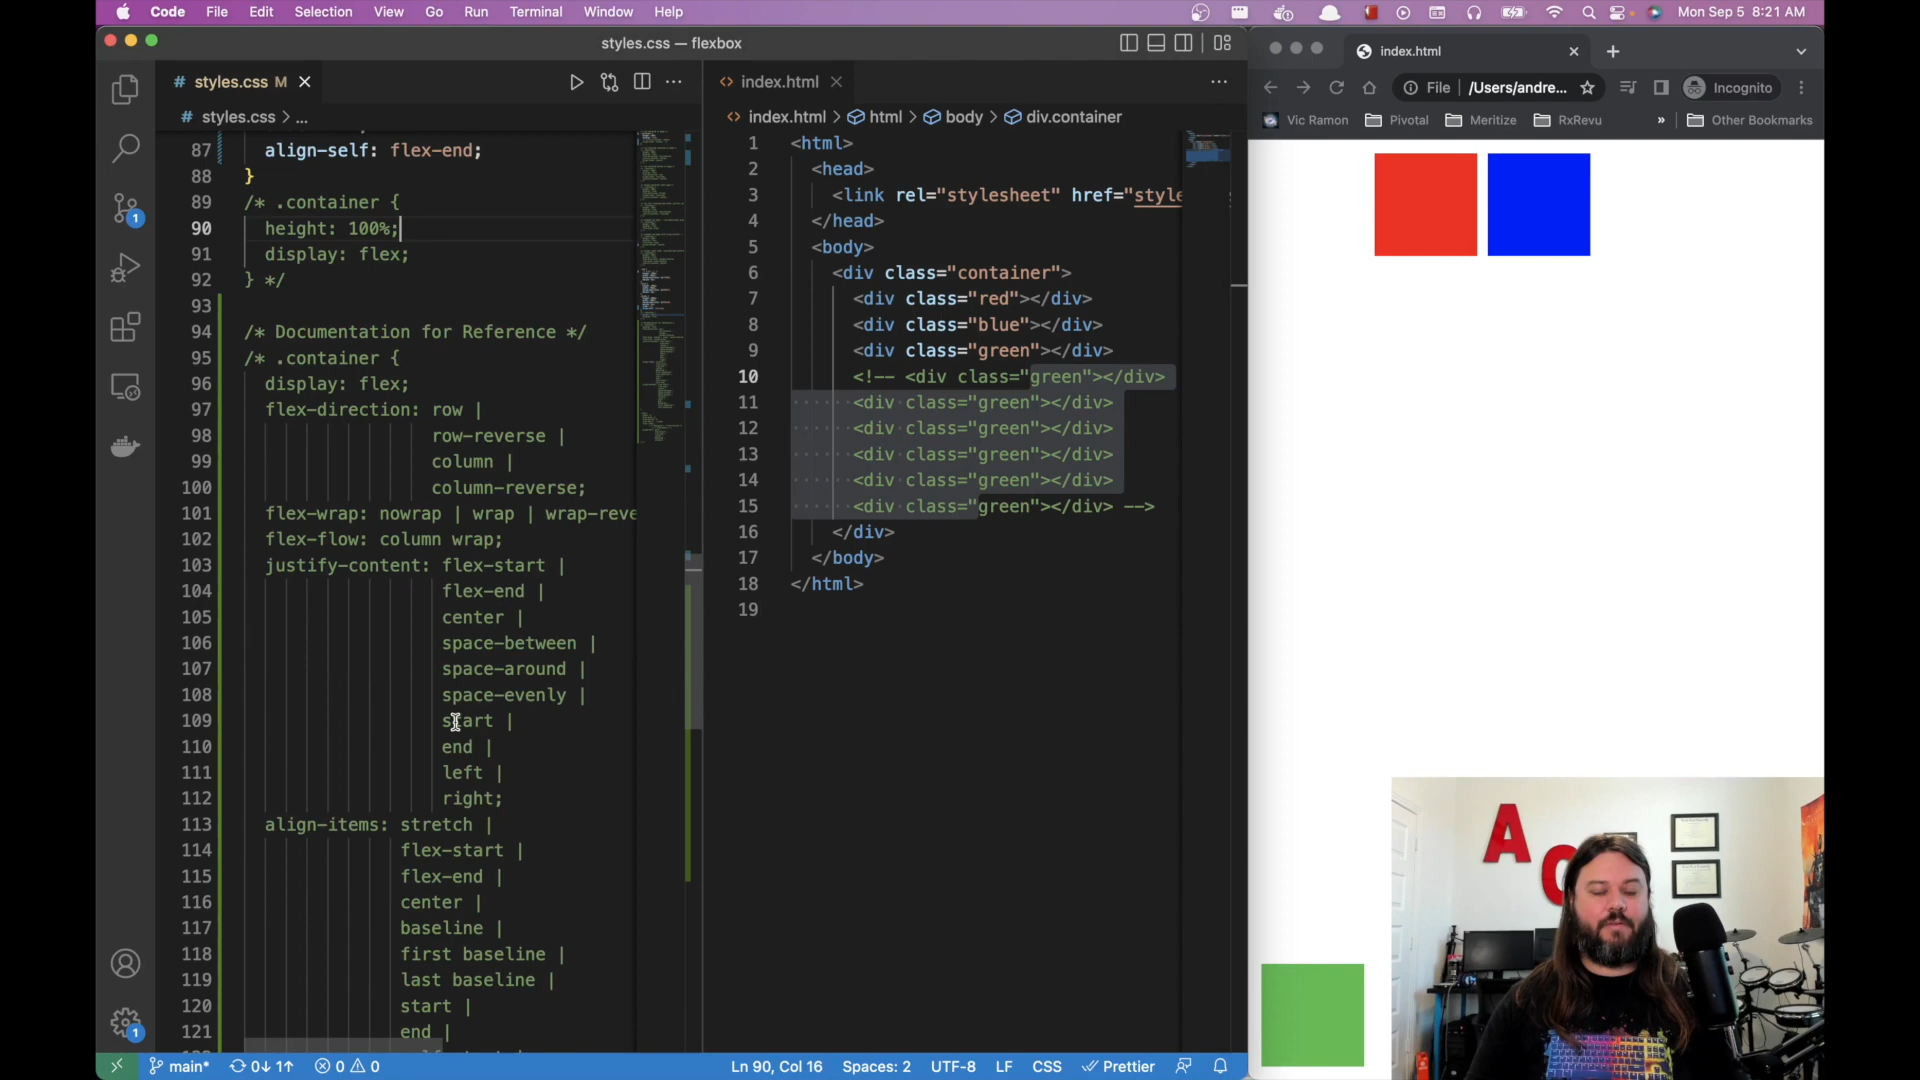 Code File Edit Selection View Go Run Terminal Window Help Mon Sep 5 8:21 AM
styles.css — flexbox
index.html
# styles.css M
<> index.html
File /Users/andre... Incognito
# styles.css > ...
<> index.html > html > body > div.container
Vic Ramon Pivotal Meritize RxRevu » Other Bookmarks
87 align-self: flex-end;
88 }
89 /* .container {
90 height: 100%;
91 display: flex;
92 } */
93
94 /* Documentation for Reference */
95 /* .container {
96 display: flex;
97 flex-direction: row |
98 row-reverse |
99 column |
100 column-reverse;
101 flex-wrap: nowrap | wrap | wrap-reve
102 flex-flow: column wrap;
103 justify-content: flex-start |
104 flex-end |
105 center |
106 space-between |
107 space-around |
108 space-evenly |
109 start |
110 end |
111 left |
112 right;
113 align-items: stretch |
114 flex-start |
115 flex-end |
116 center |
117 baseline |
118 first baseline |
119 last baseline |
120 start |
121 end |
1 <html>
2 <head>
3 <link rel="stylesheet" href="style
4 </head>
5 <body>
6 <div class="container">
7 <div class="red"></div>
8 <div class="blue"></div>
9 <div class="green"></div>
10 <!-- <div class="green"></div>
11 <div class="green"></div>
12 <div class="green"></div>
13 <div class="green"></div>
14 <div class="green"></div>
15 <div class="green"></div> -->
16 </div>
17 </body>
18 </html>
19
1
1
A
main* 0↓ 1↑ 0 0 Ln 90, Col 16 Spaces: 2 UTF-8 LF CSS Prettier